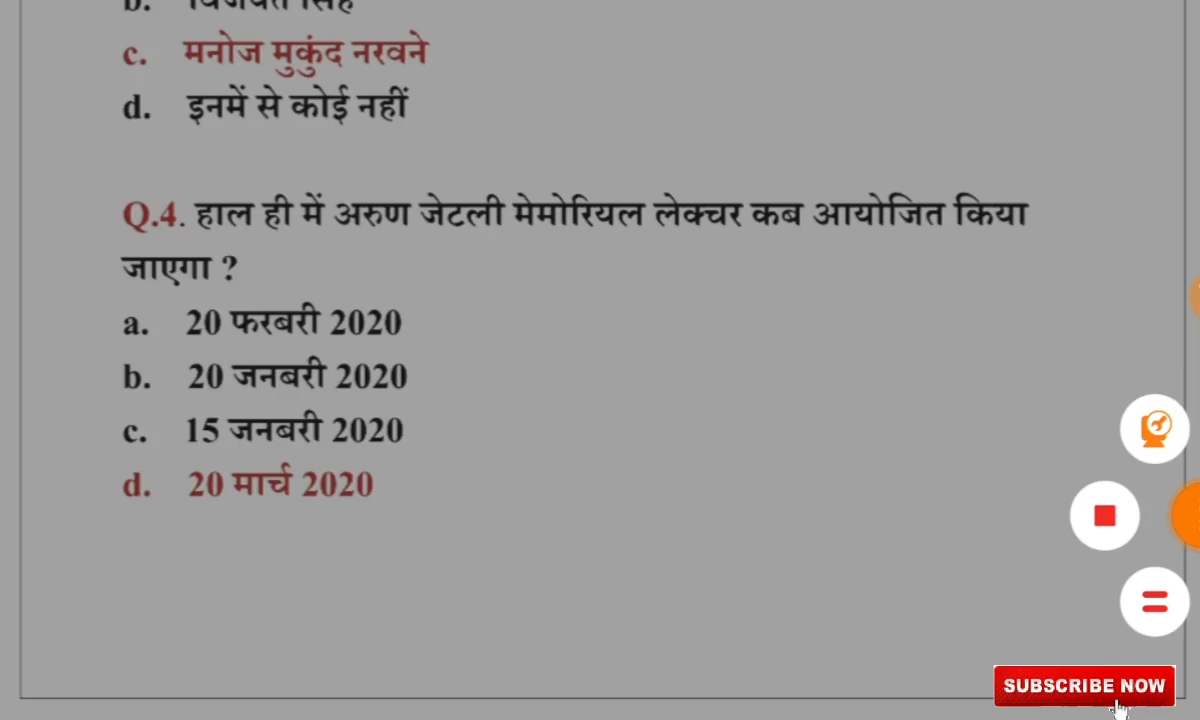 c. मनोज मुकुंद नरवने
d. इनमें से कोई नहीं
Q.4. हाल ही में अरुण जेटली मेमोरियल लेक्चर कब आयोजित किया
जाएगा ?
a. 20 फरबरी 2020
b. 20 जनबरी 2020
c. 15 जनबरी 2020
d. 20 मार्च 2020
SUBSCRIBE NOW